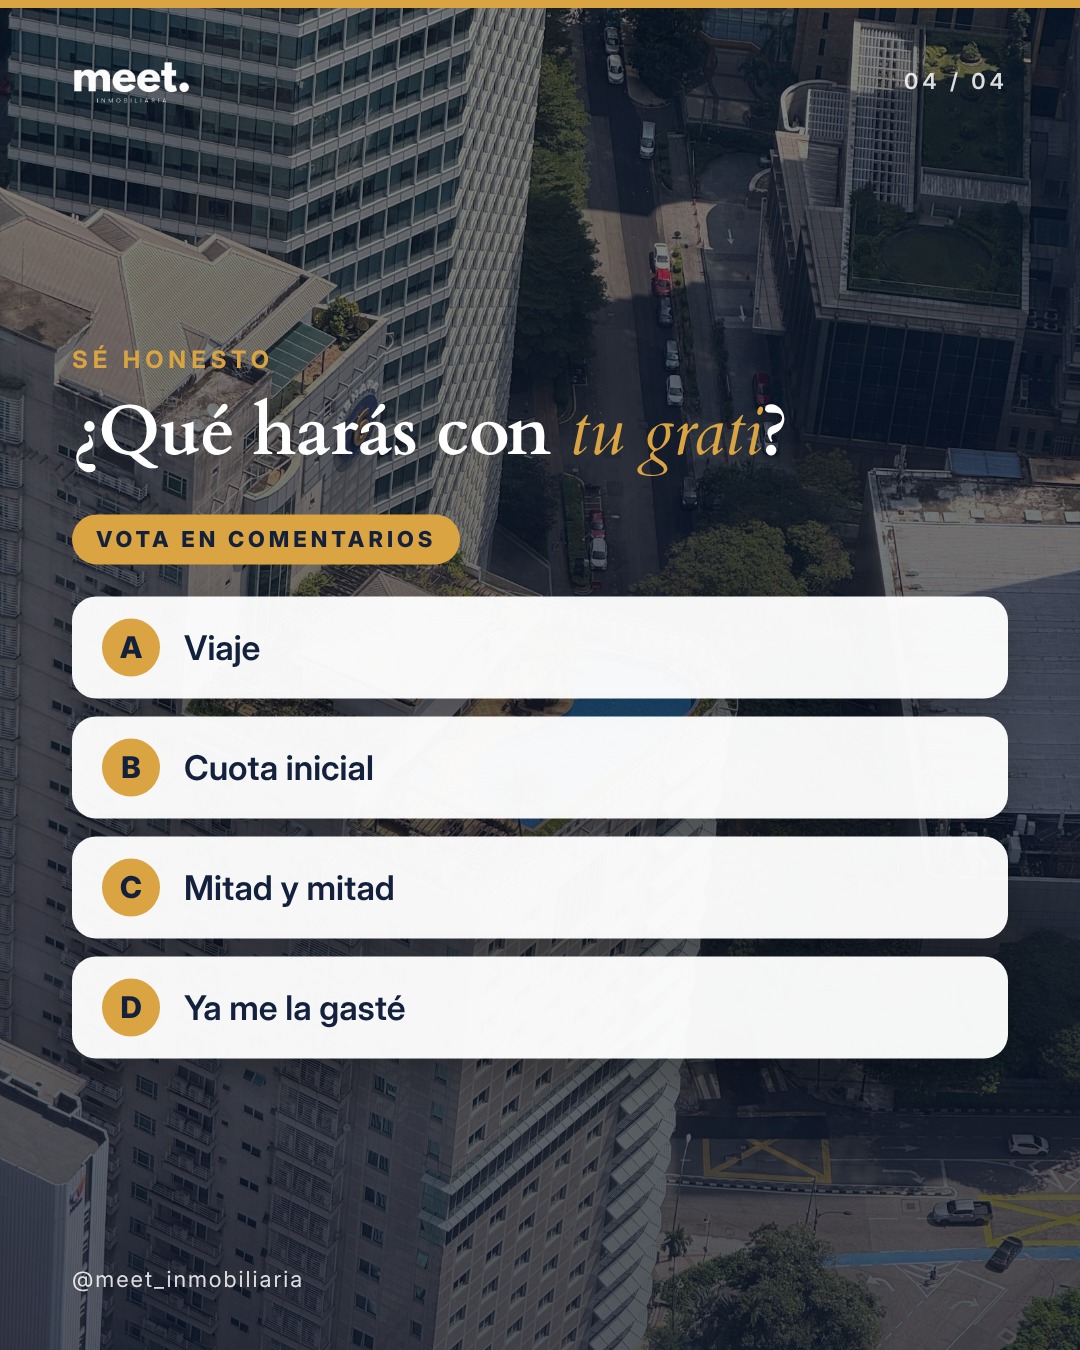 meet.
INMOBILIARIA
04 / 04
SÉ HONESTO
¿Qué harás con tu grati?
VOTA EN COMENTARIOS
A Viaje
B Cuota inicial
C Mitad y mitad
D Ya me la gasté
@meet_inmobiliaria